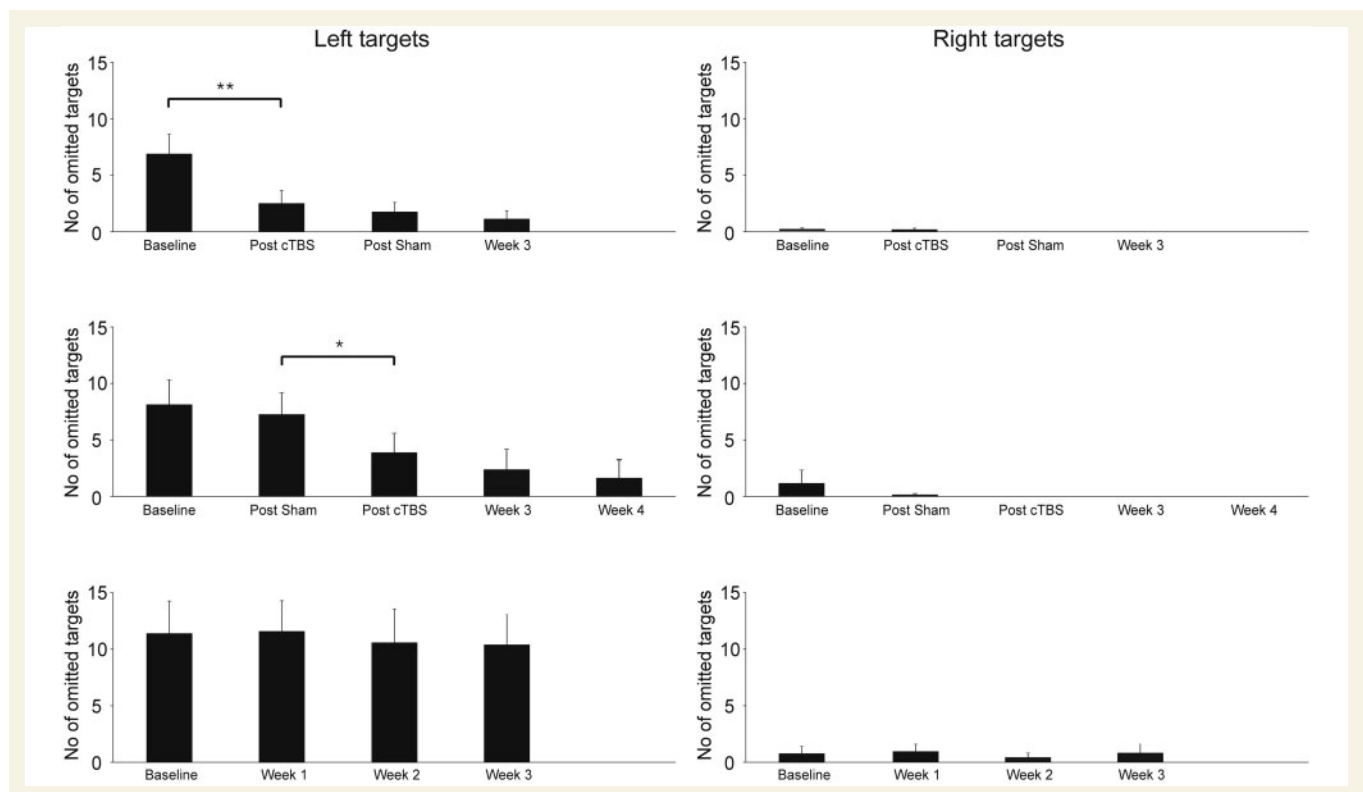 Left targets
Right targets
No of omitted targets
15
10
5
0
**
Baseline Post cTBS Post Sham Week 3
No of omitted targets
15
10
5
0
Baseline Post cTBS Post Sham Week 3
No of omitted targets
15
10
5
0
*
Baseline Post Sham Post cTBS Week 3 Week 4
No of omitted targets
15
10
5
0
Baseline Post Sham Post cTBS Week 3 Week 4
No of omitted targets
15
10
5
0
Baseline Week 1 Week 2 Week 3
No of omitted targets
15
10
5
0
Baseline Week 1 Week 2 Week 3